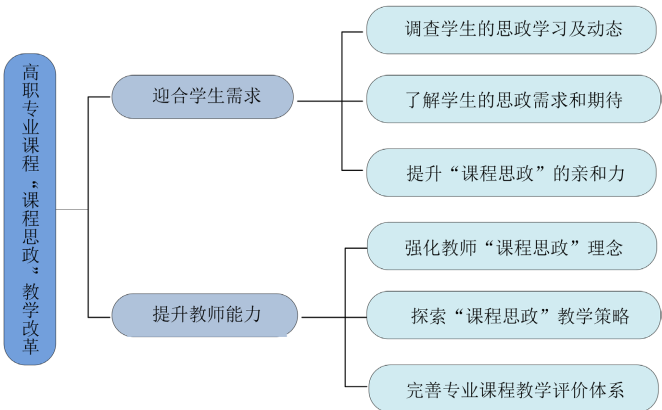 高职专业课程“课程思政”教学改革
迎合学生需求
调查学生的思政学习及动态
了解学生的思政需求和期待
提升“课程思政”的亲和力
提升教师能力
强化教师“课程思政”理念
探索“课程思政”教学策略
完善专业课程教学评价体系